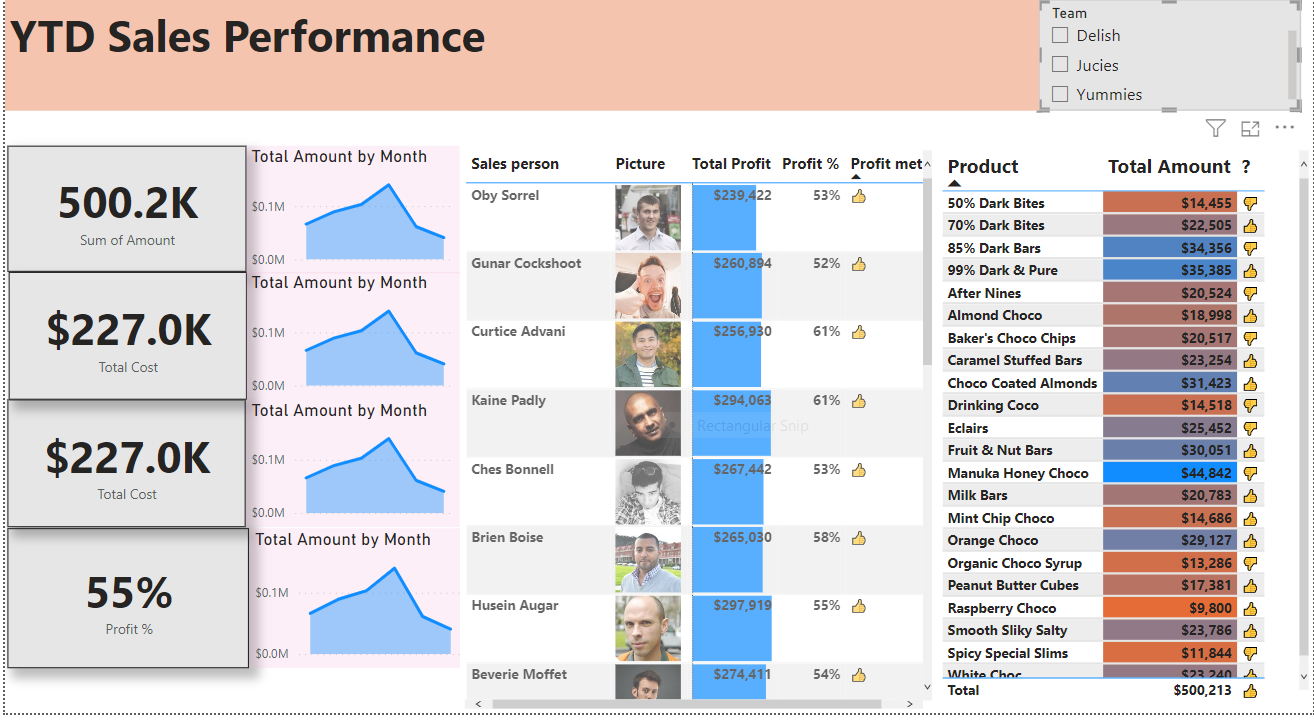 YTD Sales Performance
Team
Delish
Jucies
Yummies
500.2K
Sum of Amount
$227.0K
Total Cost
$227.0K
Total Cost
55%
Profit %
Total Amount by Month
$0.1M
$0.0M
Total Amount by Month
$0.1M
$0.0M
Total Amount by Month
$0.1M
$0.0M
Total Amount by Month
$0.1M
$0.0M
Sales person Picture Total Profit Profit % Profit met
Oby Sorrel $239,422 53%
Gunar Cockshoot $260,894 52%
Curtice Advani $256,930 61%
Kaine Padly $294,063 61%
Rectangular Snip
Ches Bonnell $267,442 53%
Brien Boise $265,030 58%
Husein Augar $297,919 55%
Beverie Moffet $274,411 54%
Product Total Amount ?
50% Dark Bites $14,455
70% Dark Bites $22,505
85% Dark Bars $34,356
99% Dark & Pure $35,385
After Nines $20,524
Almond Choco $18,998
Baker's Choco Chips $20,517
Caramel Stuffed Bars $23,254
Choco Coated Almonds $31,423
Drinking Coco $14,518
Eclairs $25,452
Fruit & Nut Bars $30,051
Manuka Honey Choco $44,842
Milk Bars $20,783
Mint Chip Choco $14,686
Orange Choco $29,127
Organic Choco Syrup $13,286
Peanut Butter Cubes $17,381
Raspberry Choco $9,800
Smooth Sliky Salty $23,786
Spicy Special Slims $11,844
White Choc $23,240
Total $500,213